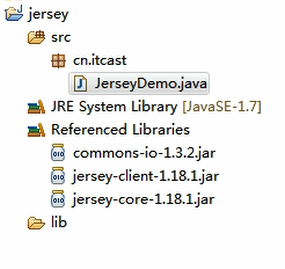 jersey
src
cn.itcast
JerseyDemo.java
JRE System Library [JavaSE-1.7]
Referenced Libraries
commons-io-1.3.2.jar
jersey-client-1.18.1.jar
jersey-core-1.18.1.jar
lib